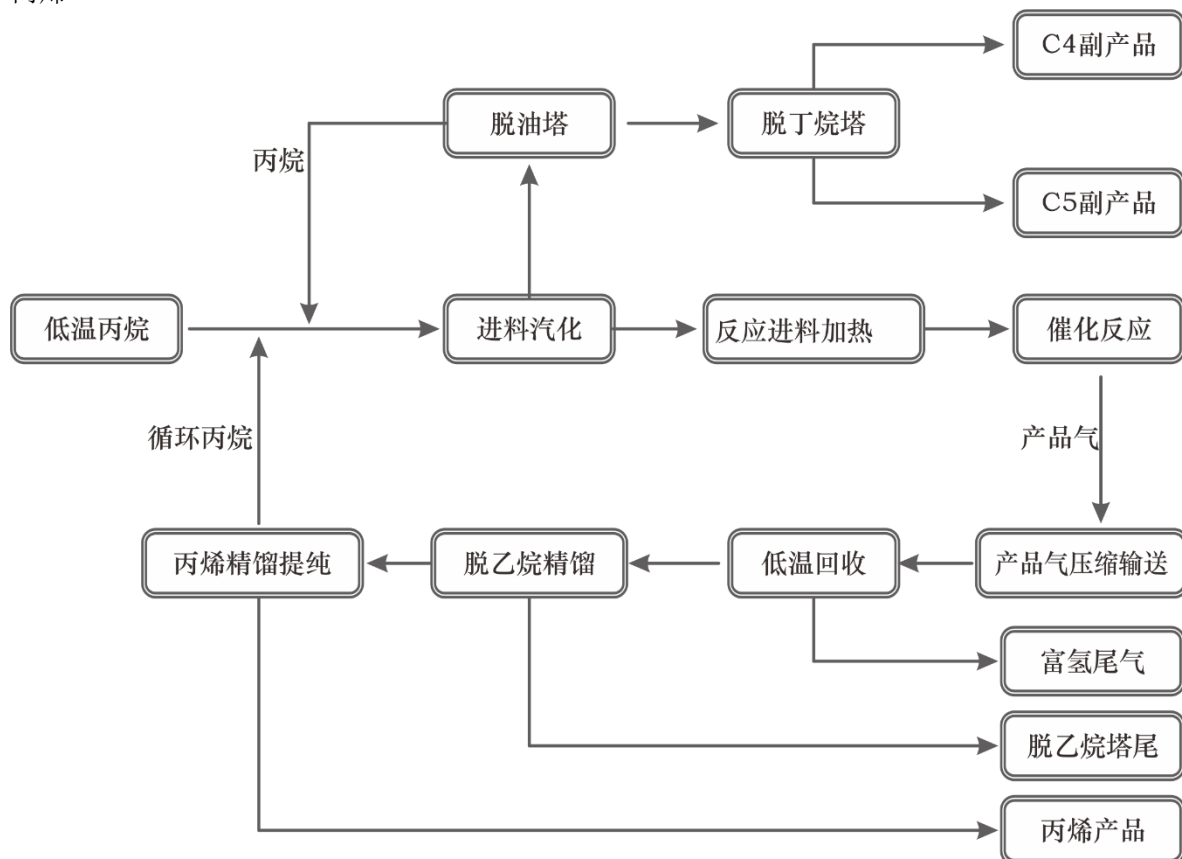 C4副产品
脱油塔
脱丁烷塔
丙烷
C5副产品
低温丙烷
进料汽化
反应进料加热
催化反应
循环丙烷
产品气
丙烯精馏提纯
脱乙烷精馏
低温回收
产品气压缩输送
富氢尾气
脱乙烷塔尾
丙烯产品